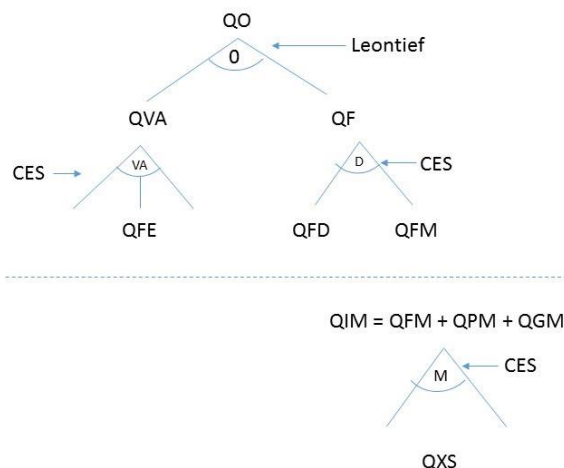 QO
Leontief
0
QVA
QF
CES
VA
D
CES
QFE
QFD
QFM
QIM = QFM + QPM + QGM
CES
M
QXS